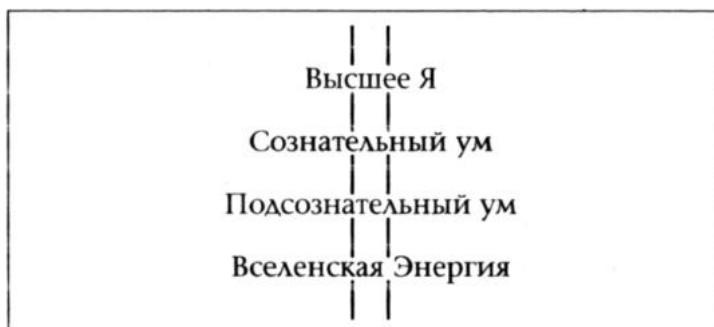 Высшее Я
Сознательный ум
Подсознательный ум
Вселенская Энергия